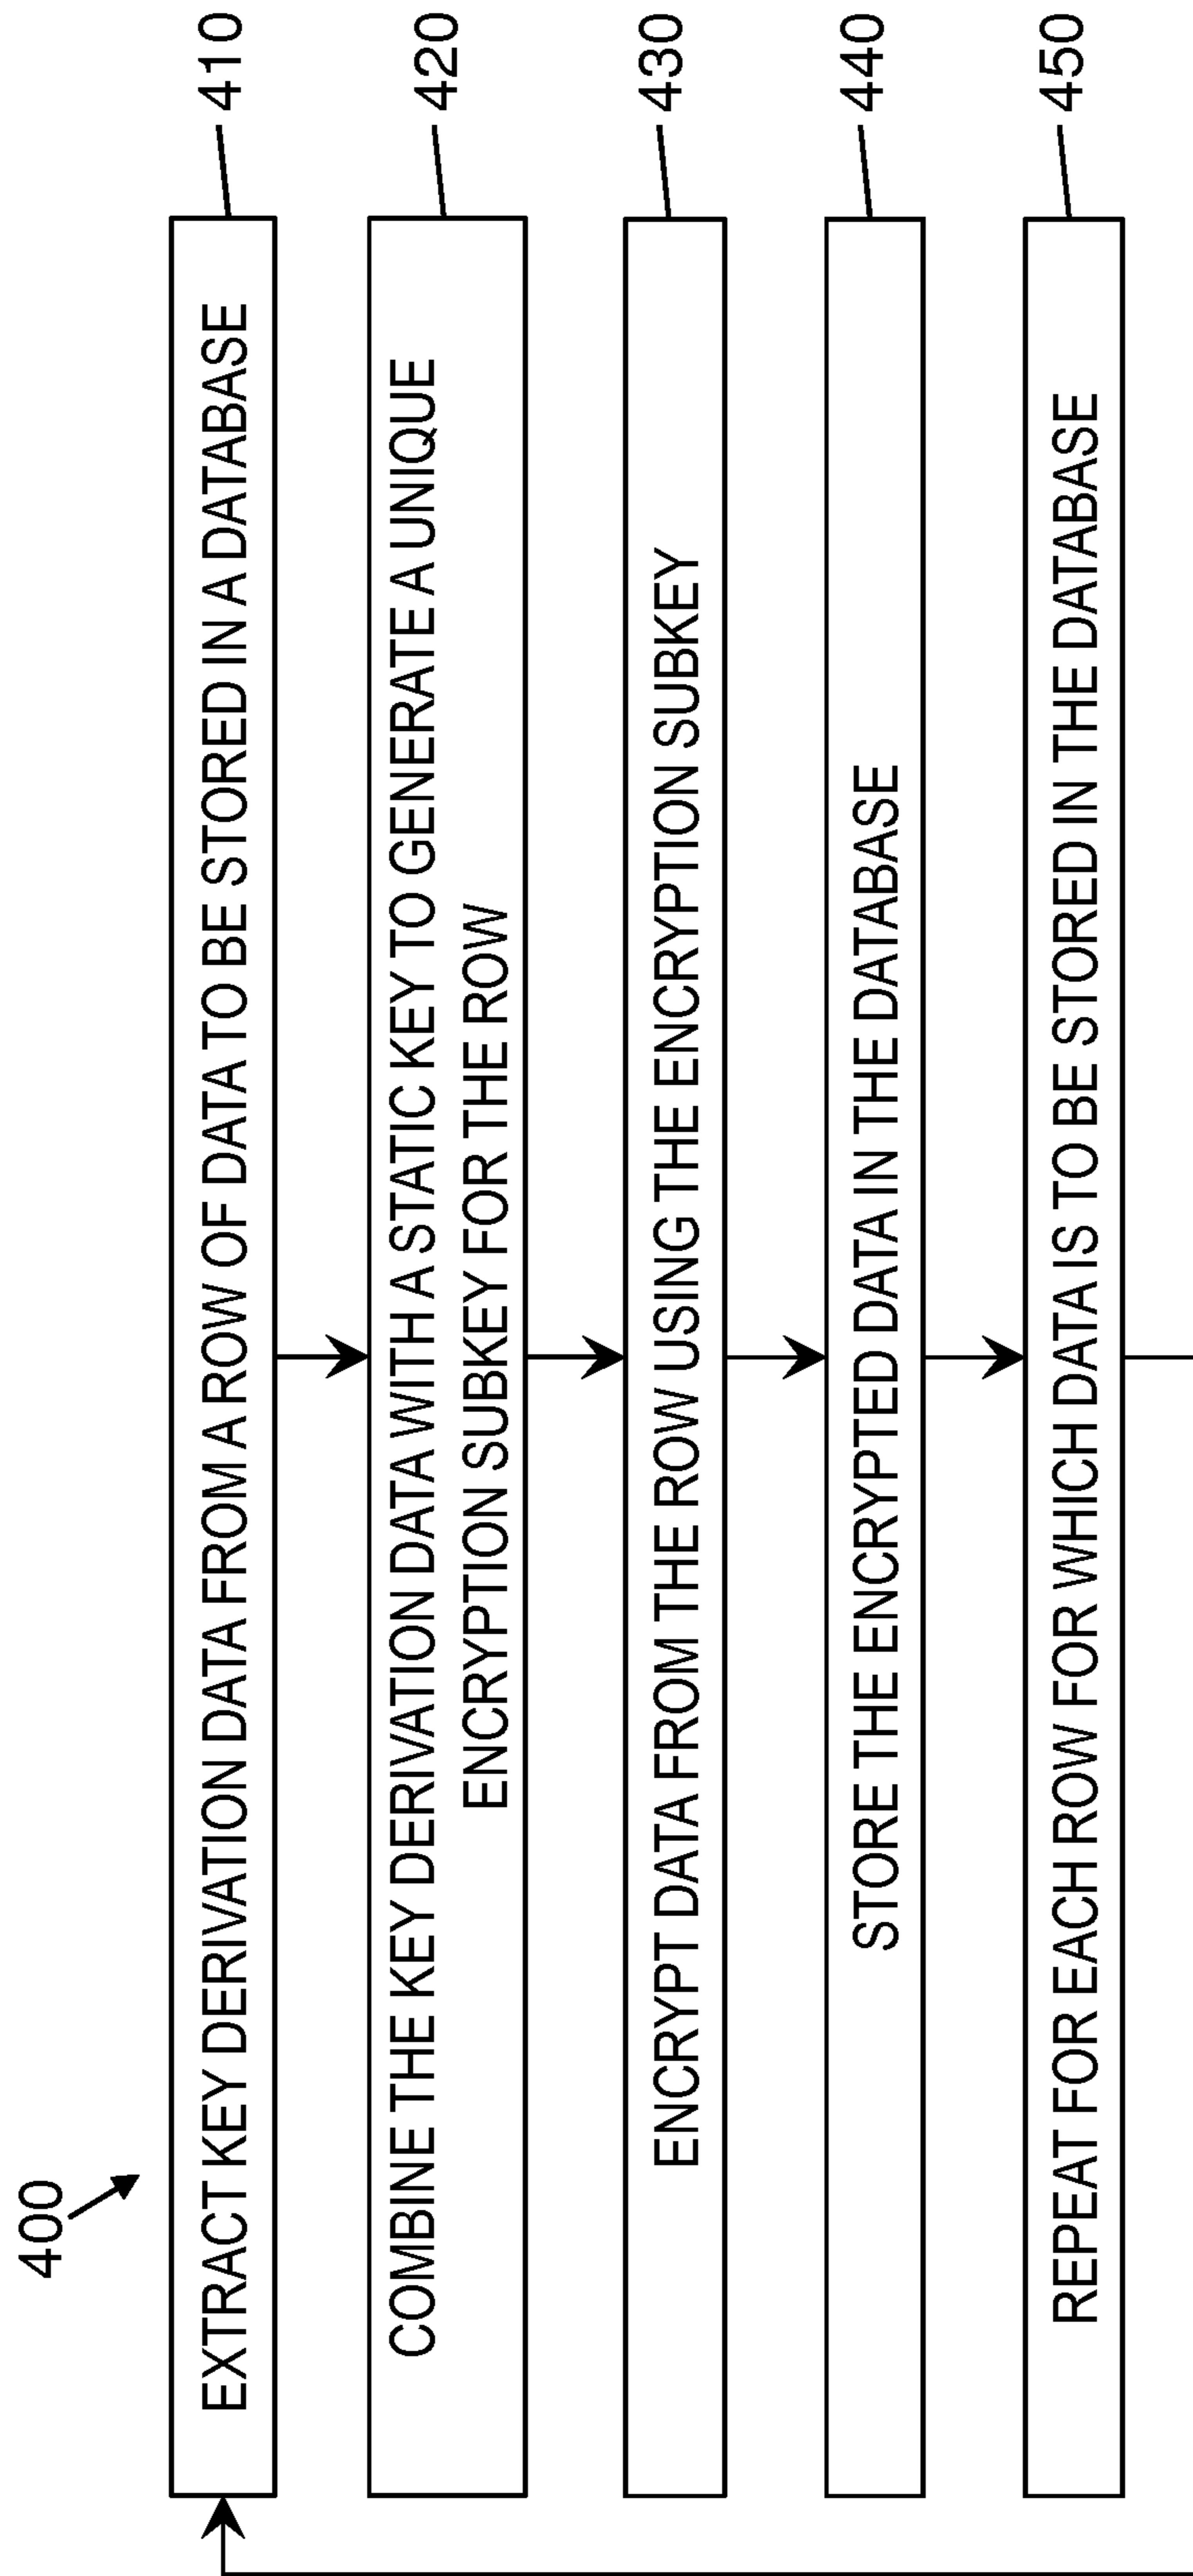 400
EXTRACT KEY DERIVATION DATA FROM A ROW OF DATA TO BE STORED IN A DATABASE
410
COMBINE THE KEY DERIVATION DATA WITH A STATIC KEY TO GENERATE A UNIQUE
ENCRYPTION SUBKEY FOR THE ROW
420
ENCRYPT DATA FROM THE ROW USING THE ENCRYPTION SUBKEY
430
STORE THE ENCRYPTED DATA IN THE DATABASE
440
REPEAT FOR EACH ROW FOR WHICH DATA IS TO BE STORED IN THE DATABASE
450